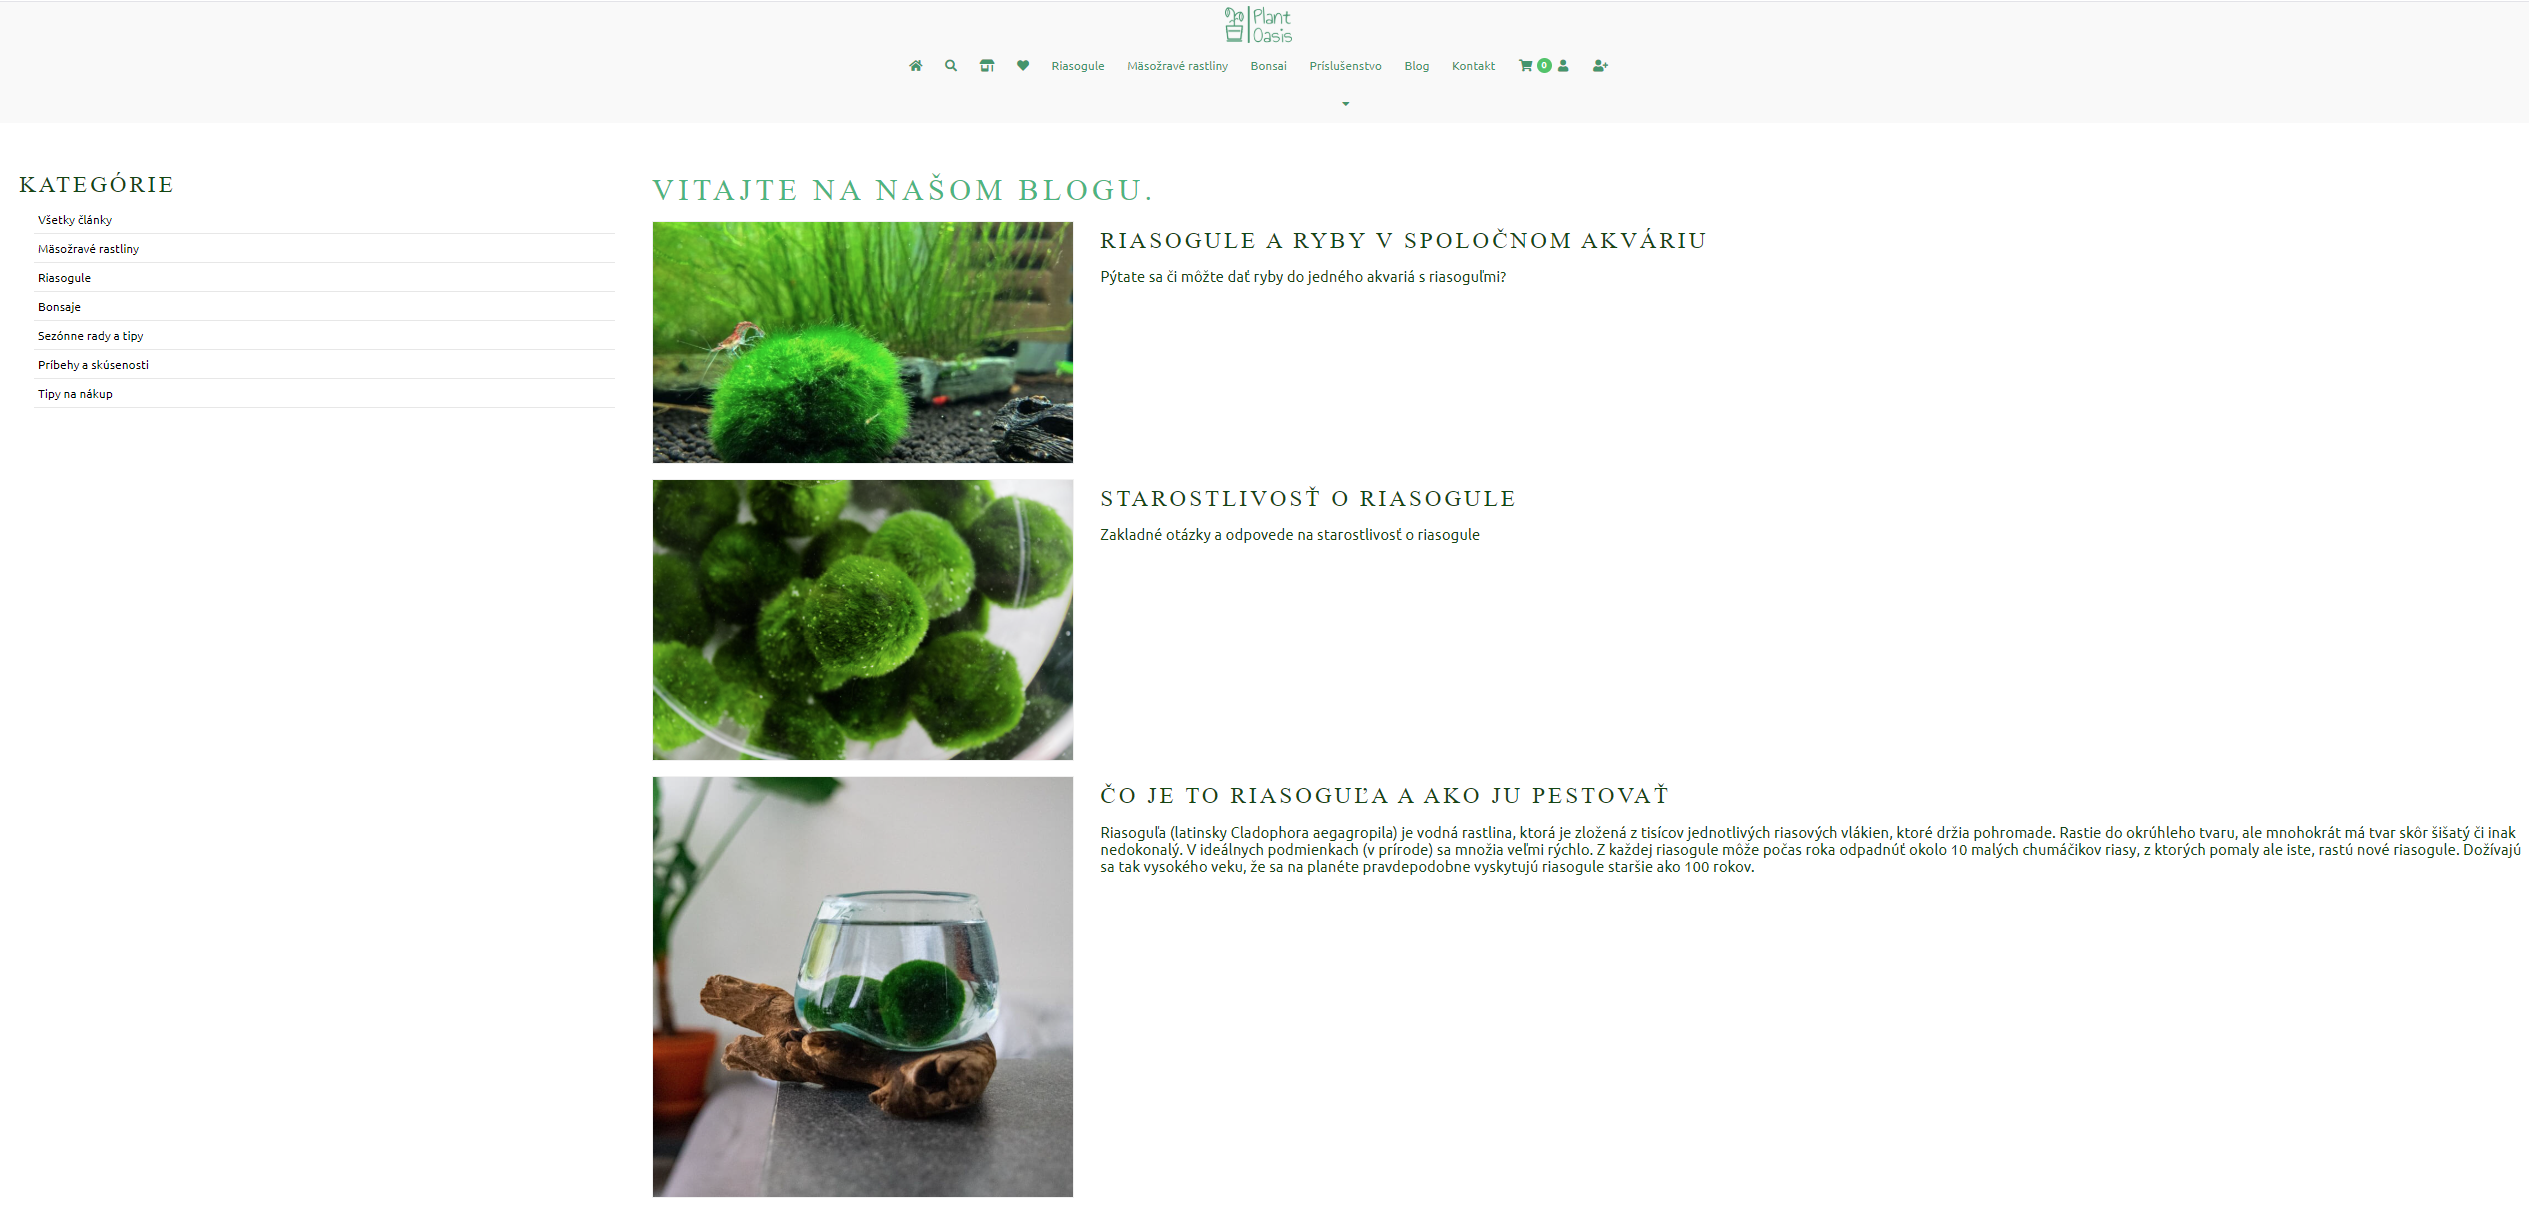 Plant
Oasis
Riasogule Mäsožravé rastliny Bonsai Príslušenstvo Blog Kontakt 0
KATEGÓRIE
Všetky články
Mäsožravé rastliny
Riasogule
Bonsaje
Sezónne rady a tipy
Príbehy a skúsenosti
Tipy na nákup
VITAJTE NA NAŠOM BLOGU.
RIASOGULE A RYBY V SPOLOČNOM AKVÁRIU
Pýtate sa či môžte dať ryby do jedného akvariá s riasoguľmi?
STAROSTLIVOSŤ O RIASOGULE
Zakladné otázky a odpovede na starostlivosť o riasogule
ČO JE TO RIASOGUĽA A AKO JU PESTOVAŤ
Riasoguľa (latinsky Cladophora aegagropila) je vodná rastlina, ktorá je zložená z tisícov jednotlivých riasových vlákien, ktoré držia pohromade. Rastie do okrúhleho tvaru, ale mnohokrát má tvar skôr šišatý či inak
nedokonalý. V ideálnych podmienkach (v prírode) sa množia veľmi rýchlo. Z každej riasogule môže počas roka odpadnúť okolo 10 malých chumáčikov riasy, z ktorých pomaly ale iste, rastú nové riasogule. Dožívajú
sa tak vysokého veku, že sa na planéte pravdepodobne vyskytujú riasogule staršie ako 100 rokov.